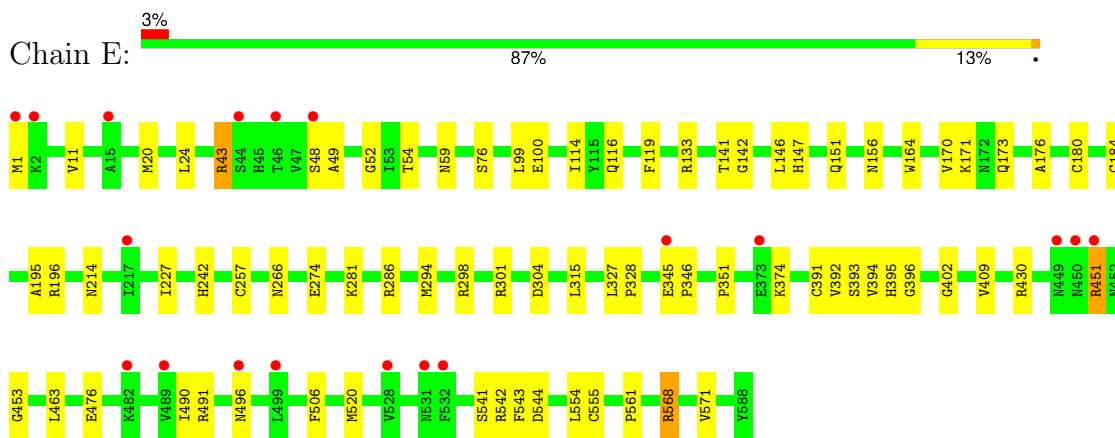 3%
Chain E:
87% 13% •
M1 K2 V11 A15 M20 L24 R43 S44 H45 T46 V47 S48 A49 G52 I53 T54 N59 S76 L99 E100 I114 Y115 Q116 F119 R133 T141 G142 L146 H147 Q151 N156 W164 V170 K171 N172 Q173 A176 C180
A195 R196 N214 I217 I227 H242 C257 N266 E274 K281 R286 M294 R298 R301 D304 L315 L327 P328 E345 P346 P351 E373 K374 C391 V392 S393 V394 H395 G396 G402 V409 R430 N449 N450 R451 N452
G453 L463 E476 K482 V489 I490 R491 N496 L499 F506 M520 V528 N531 F532 S541 R542 F543 D544 L554 C555 P561 R568 V571 Y588